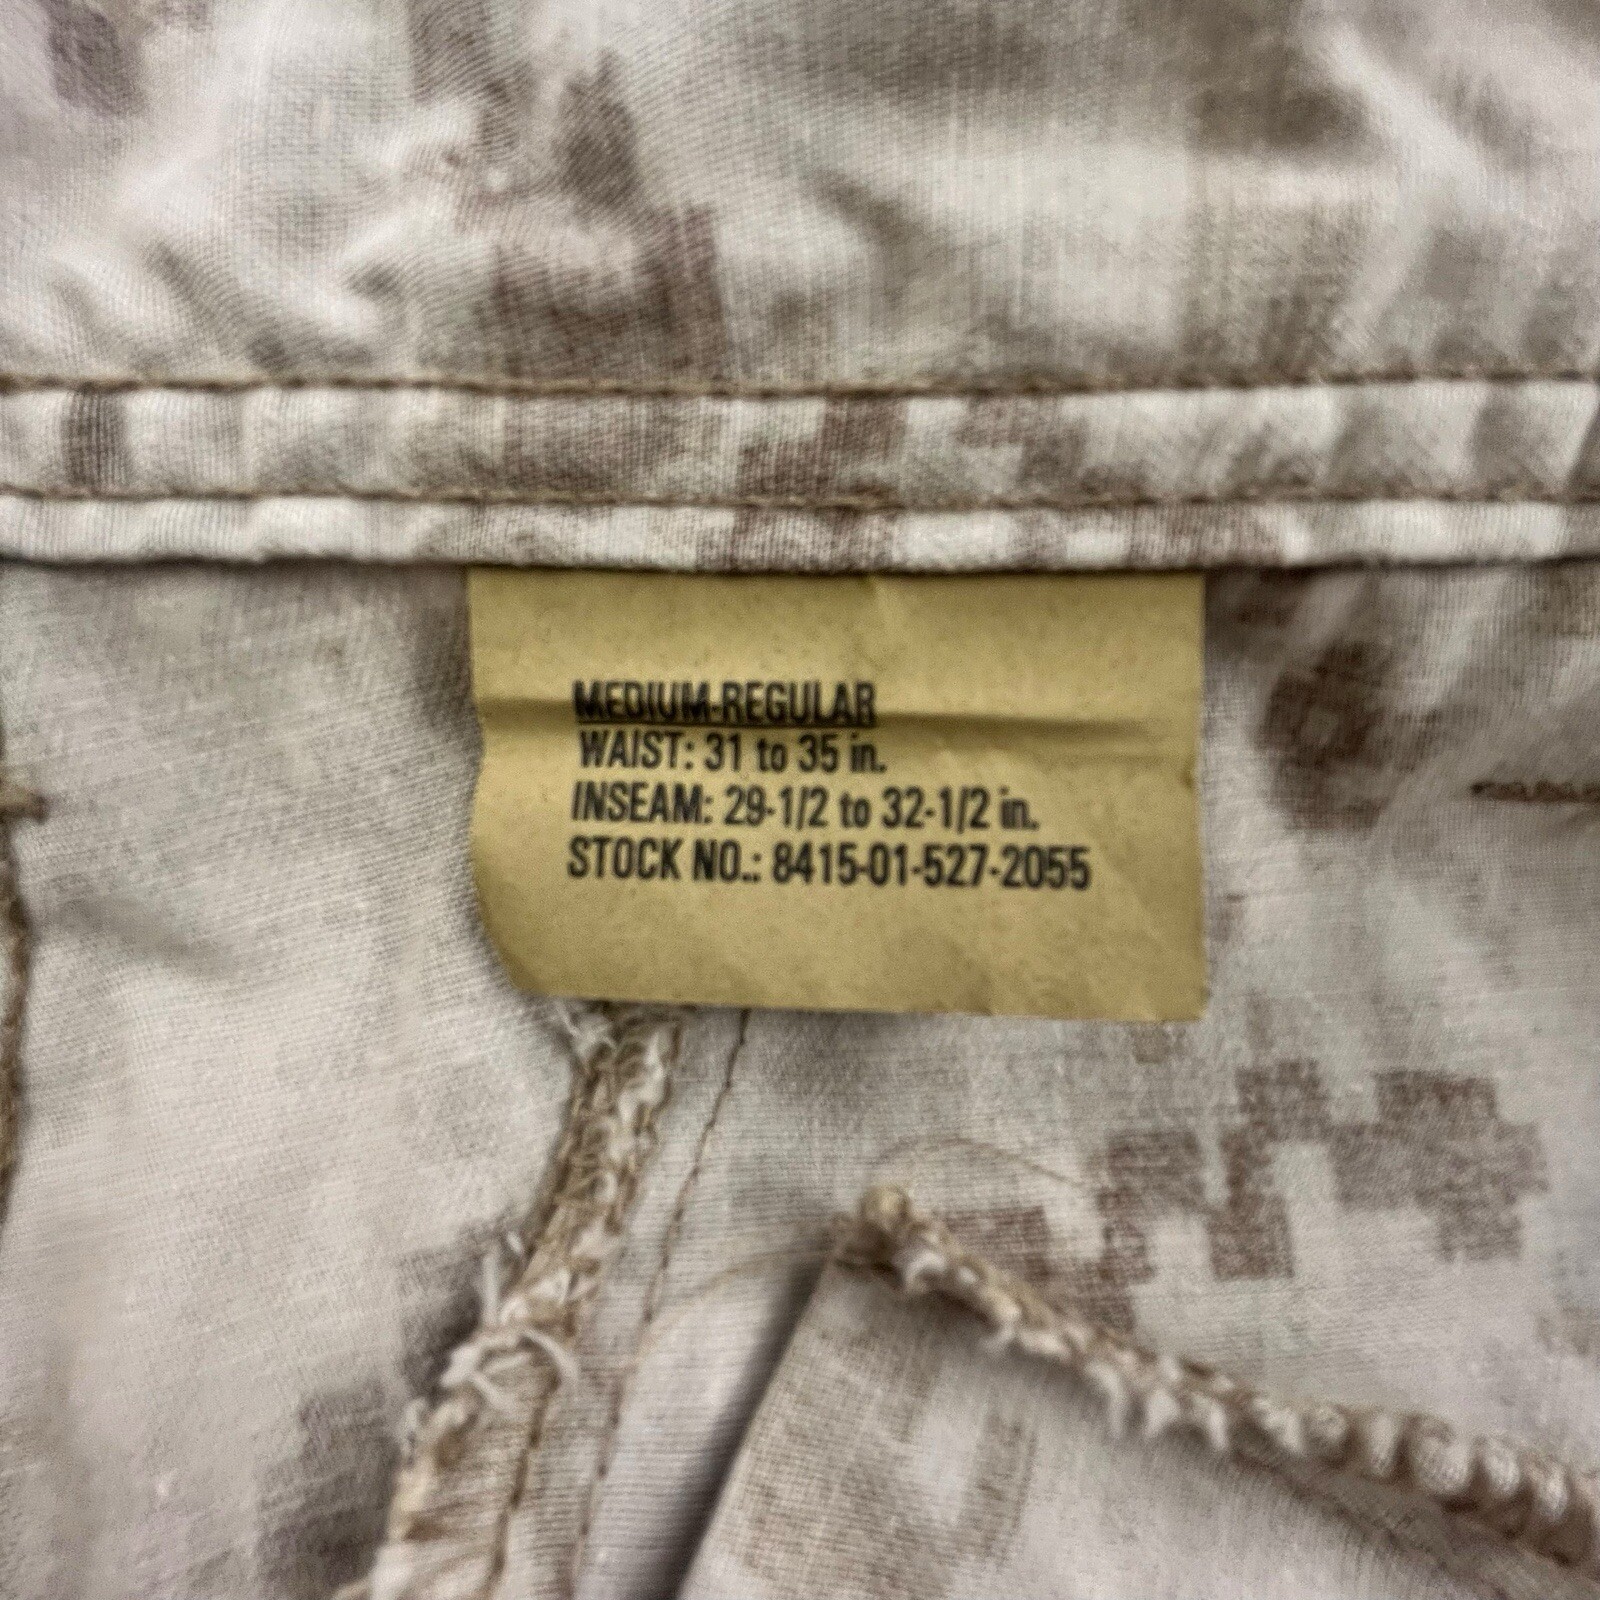 MEDIUM-REGULAR
WAIST: 31 to 35 in.
INSEAM: 29-1/2 to 32-1/2 in.
STOCK NO.: 8415-01-527-2055